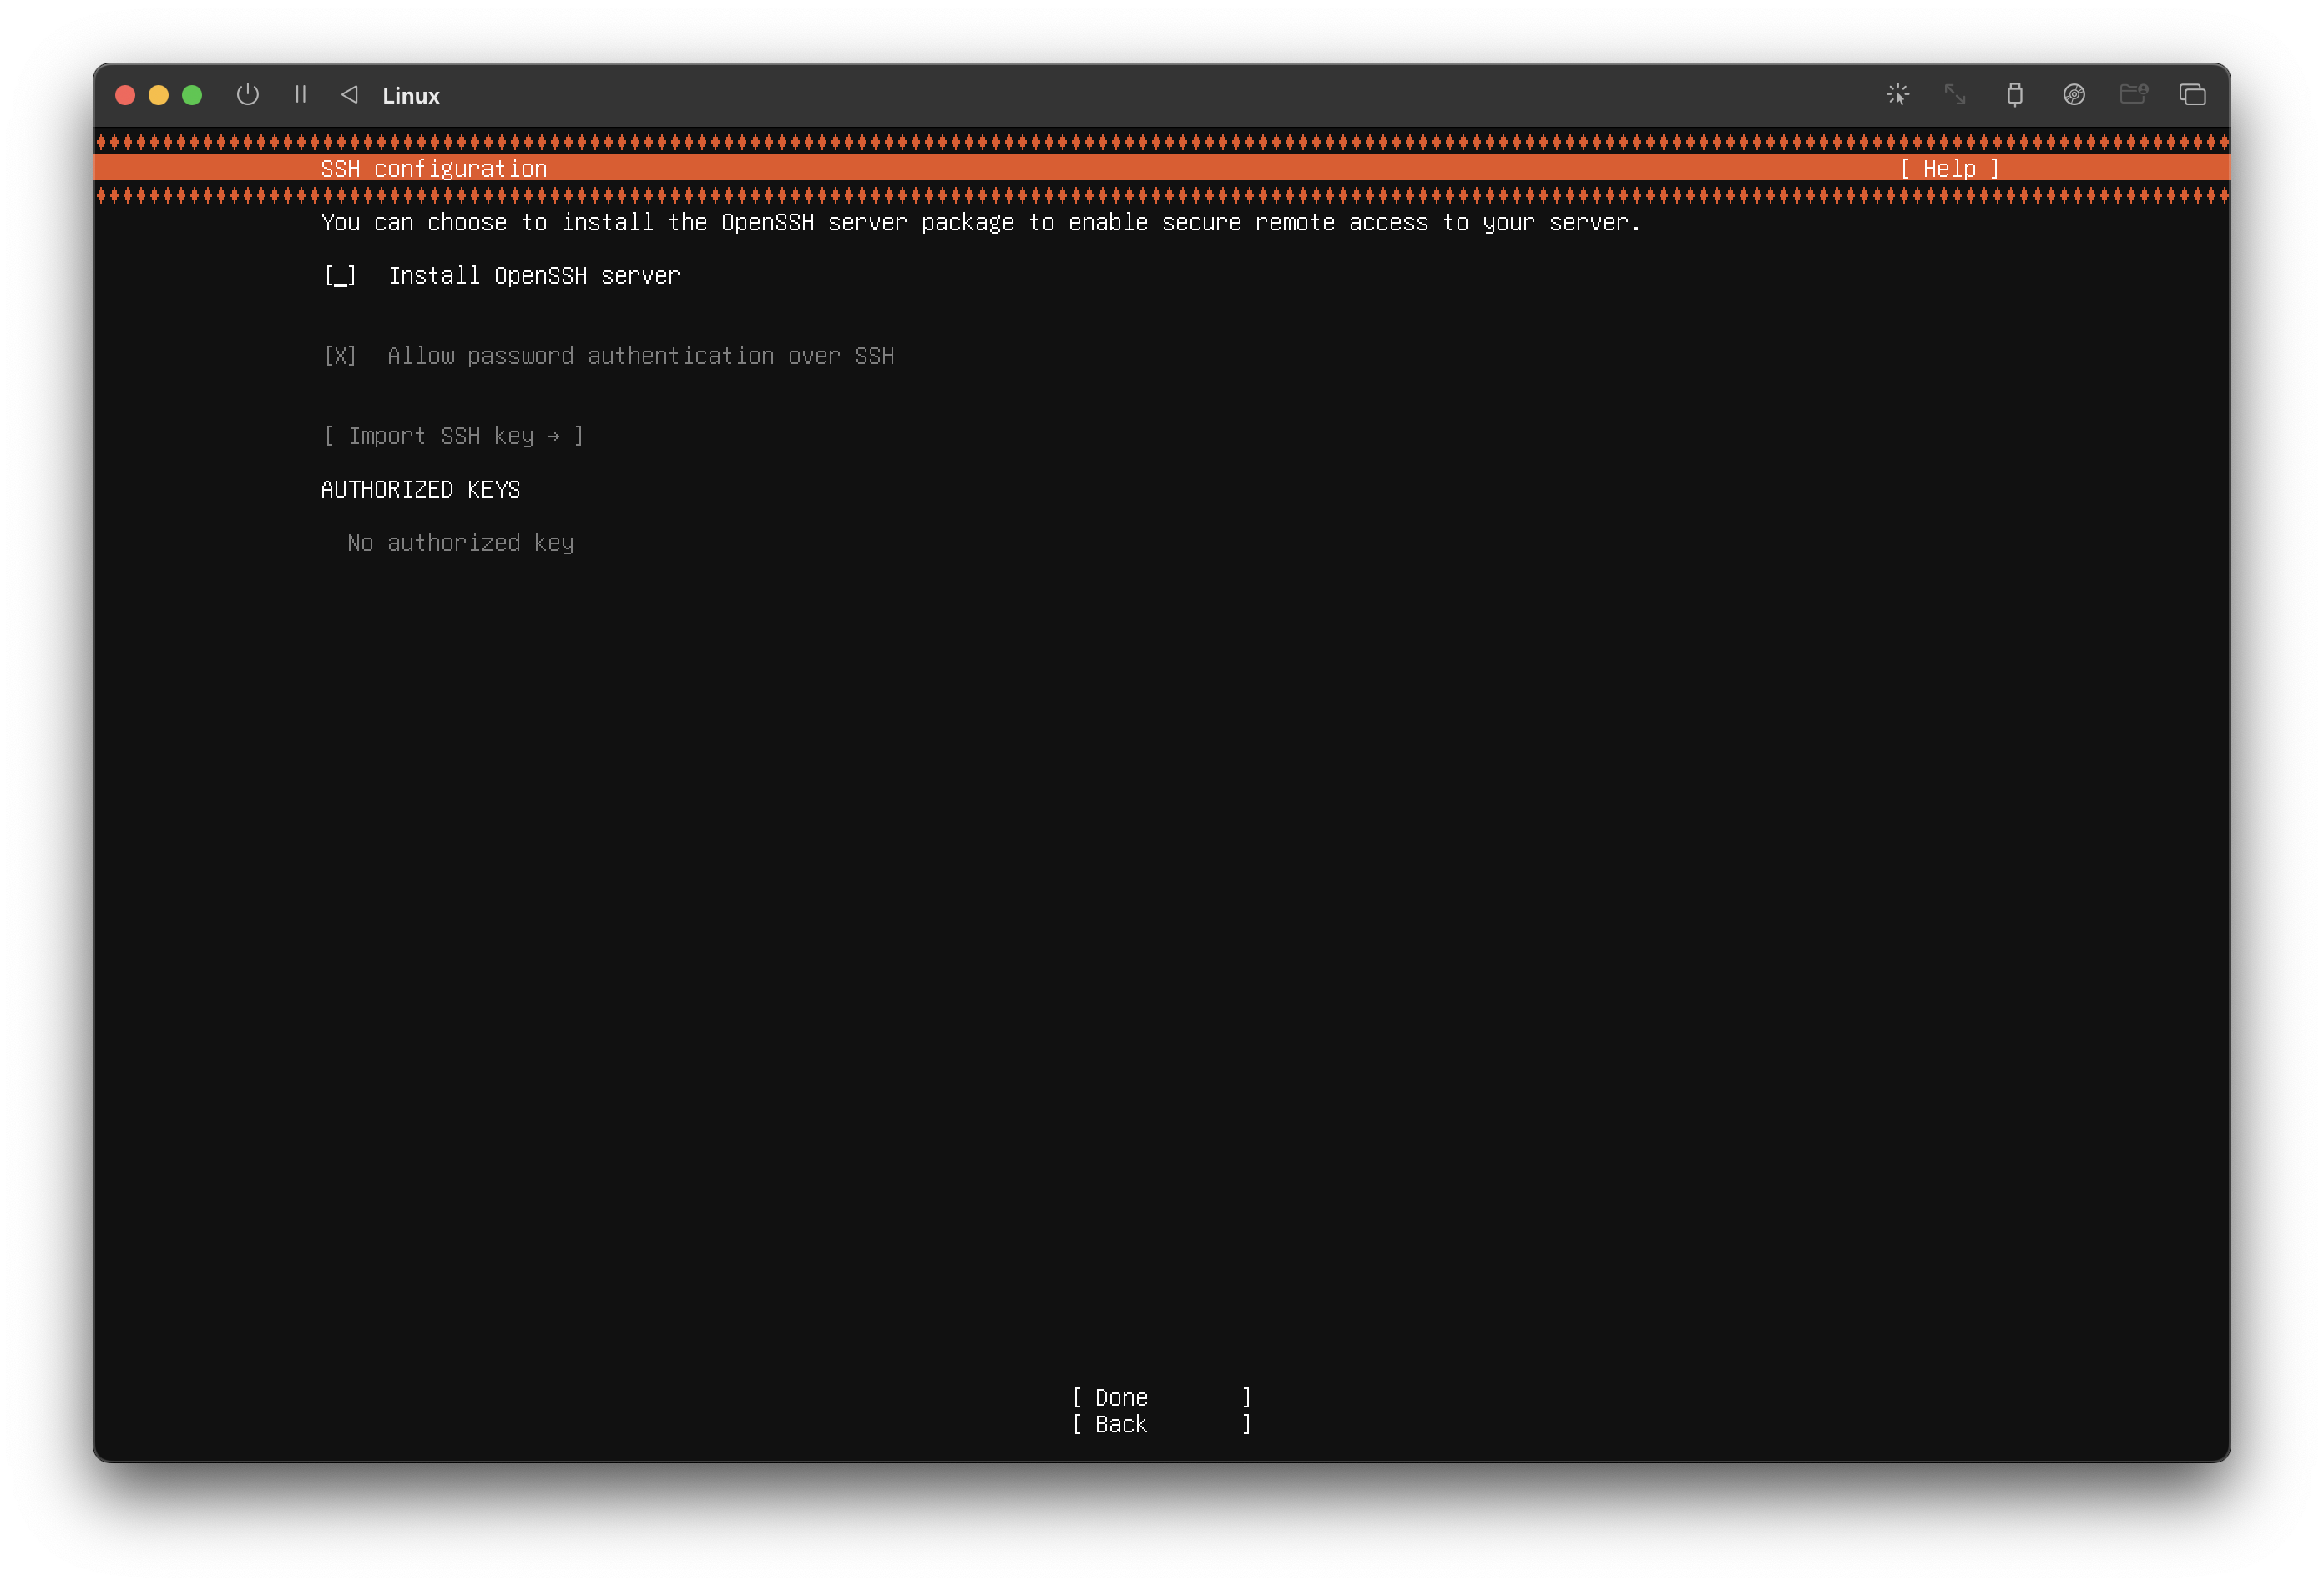 Linux
SSH configuration [ Help ]
You can choose to install the OpenSSH server package to enable secure remote access to your server.
[_] Install OpenSSH server
[X] Allow password authentication over SSH
[ Import SSH key → ]
AUTHORIZED KEYS
No authorized key
[ Done ]
[ Back ]